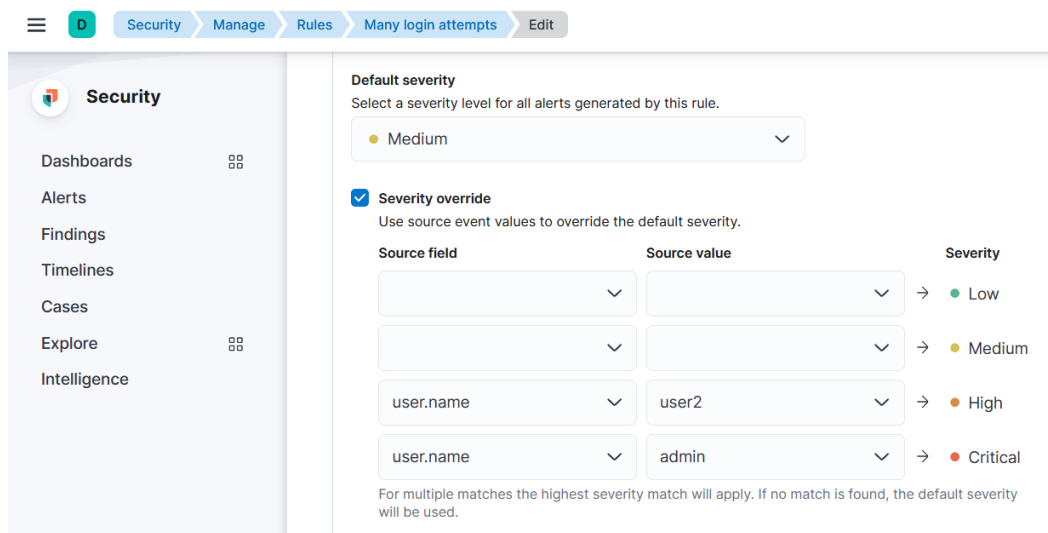 D Security Manage Rules Many login attempts Edit
Security
Dashboards
Alerts
Findings
Timelines
Cases
Explore
Intelligence
Default severity
Select a severity level for all alerts generated by this rule.
Medium
Severity override
Use source event values to override the default severity.
Source field Source value Severity
Low
Medium
user.name user2 High
user.name admin Critical
For multiple matches the highest severity match will apply. If no match is found, the default severity
will be used.